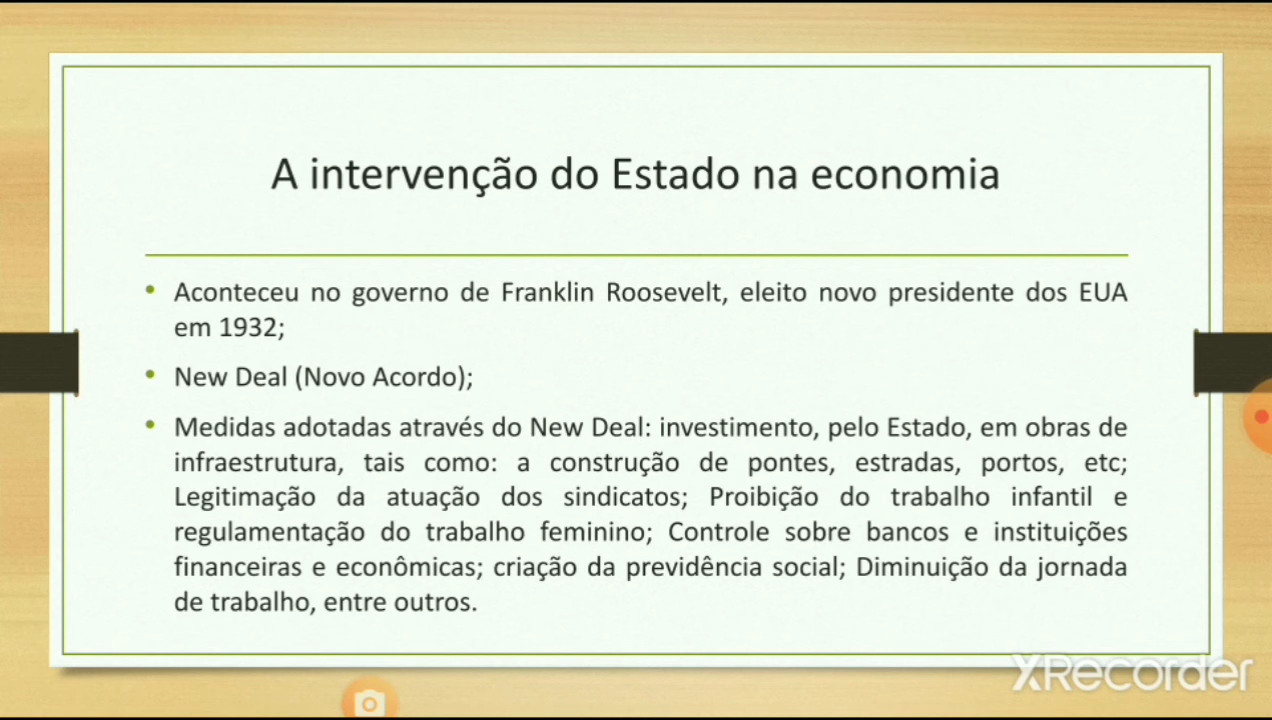 A intervenção do Estado na economia
• Aconteceu no governo de Franklin Roosevelt, eleito novo presidente dos EUA
em 1932;
• New Deal (Novo Acordo);
• Medidas adotadas através do New Deal: investimento, pelo Estado, em obras de
infraestrutura, tais como: a construção de pontes, estradas, portos, etc;
Legitimação da atuação dos sindicatos; Proibição do trabalho infantil e
regulamentação do trabalho feminino; Controle sobre bancos e instituições
financeiras e econômicas; criação da previdência social; Diminuição da jornada
de trabalho, entre outros.
XRecorder